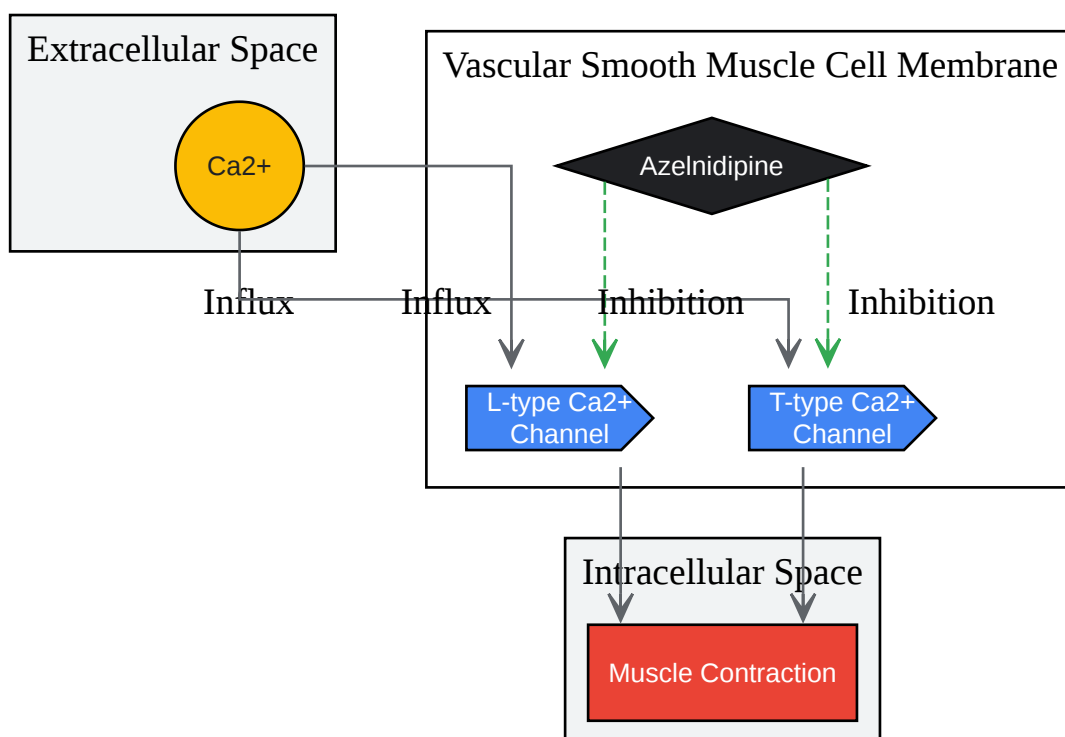 Extracellular Space
Vascular Smooth Muscle Cell Membrane
Ca2+
Azelnidipine
Influx
Influx
Inhibition
Inhibition
L-type Ca2+
Channel
T-type Ca2+
Channel
Intracellular Space
Muscle Contraction